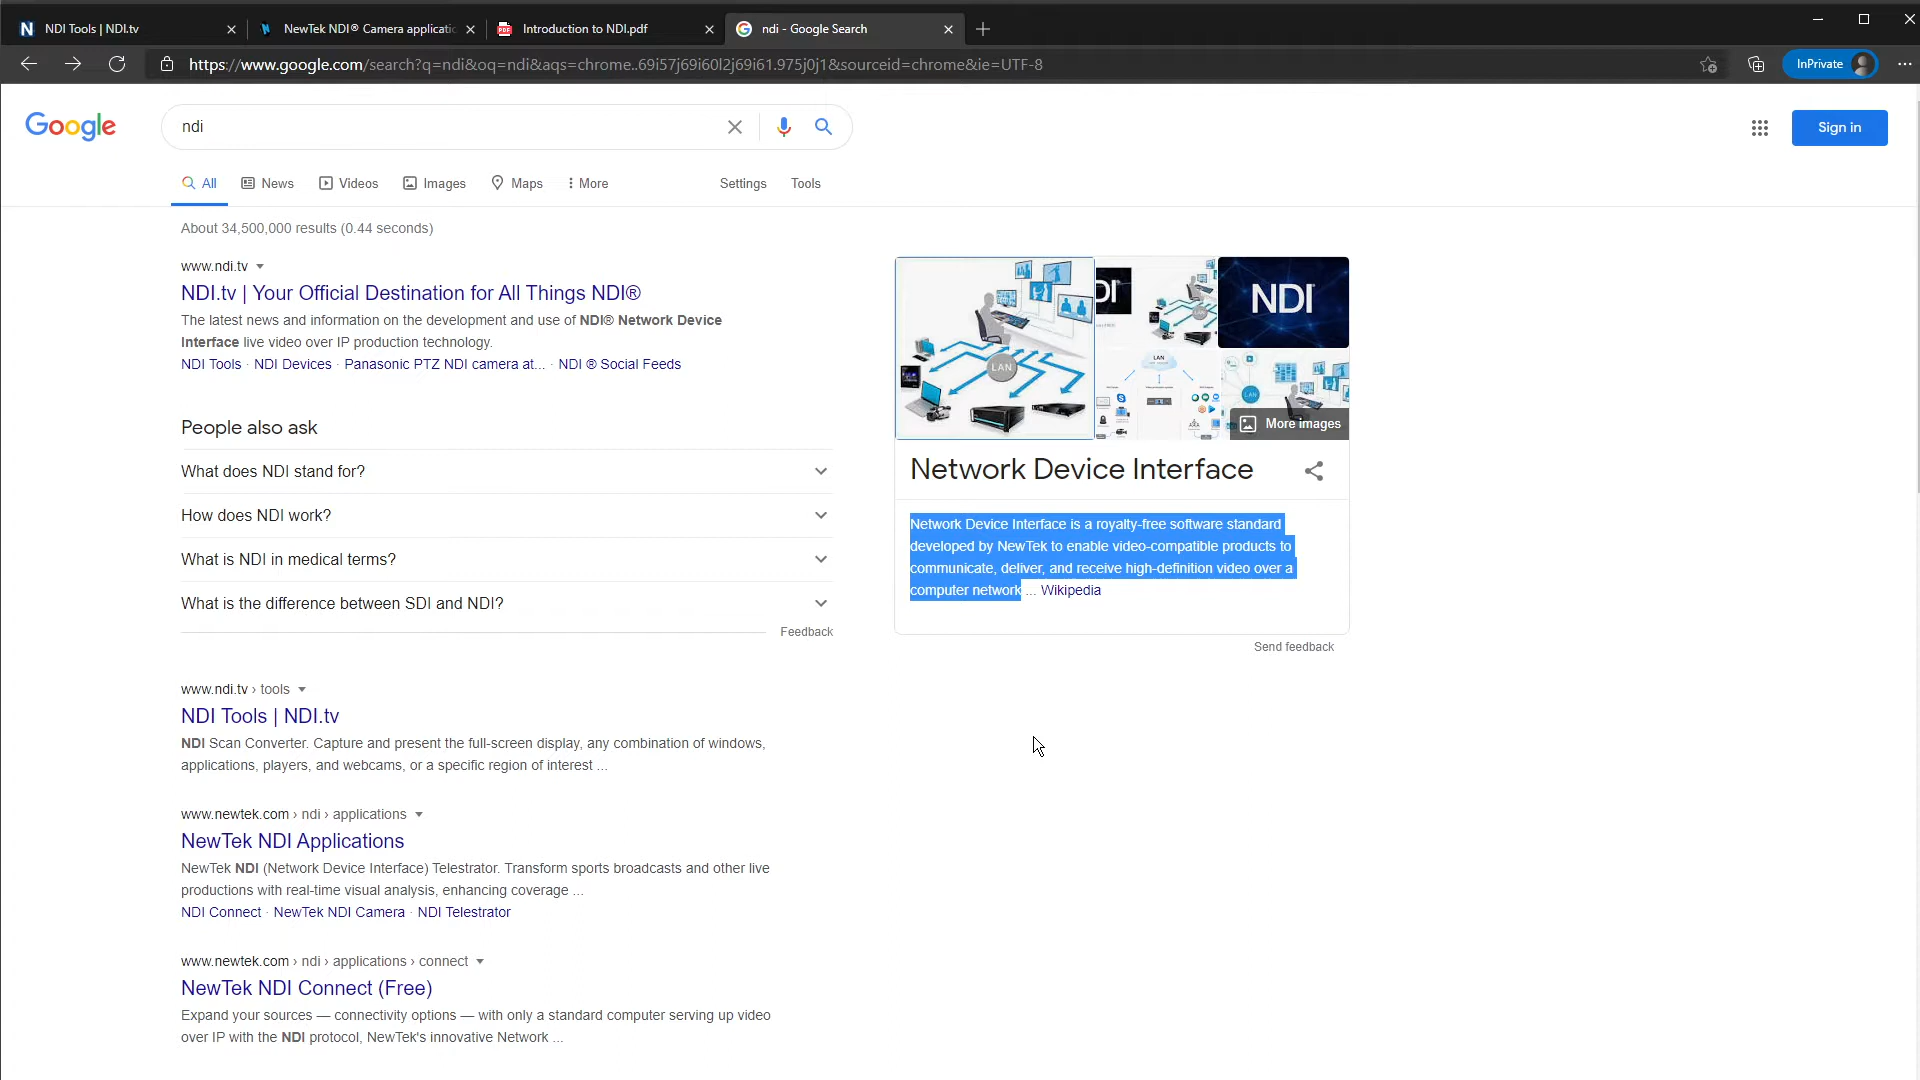 NDI Tools | NDI.tv
NewTek NDI® Camera applicatic
Introduction to NDI.pdf
ndi - Google Search
https://www.google.com/search?q=ndi&oq=ndi&aqs=chrome..69i57j69i60l2j69i61.975j0j1&sourceid=chrome&ie=UTF-8
InPrivate
Google
ndi
Sign in
All
News
Videos
Images
Maps
More
Settings
Tools
About 34,500,000 results (0.44 seconds)
www.ndi.tv
NDI.tv | Your Official Destination for All Things NDI®
The latest news and information on the development and use of NDI® Network Device
Interface live video over IP production technology.
NDI Tools · NDI Devices · Panasonic PTZ NDI camera at... · NDI ® Social Feeds
People also ask
What does NDI stand for?
How does NDI work?
What is NDI in medical terms?
What is the difference between SDI and NDI?
Feedback
www.ndi.tv › tools
NDI Tools | NDI.tv
NDI Scan Converter. Capture and present the full-screen display, any combination of windows,
applications, players, and webcams, or a specific region of interest ...
www.newtek.com › ndi › applications
NewTek NDI Applications
NewTek NDI (Network Device Interface) Telestrator. Transform sports broadcasts and other live
productions with real-time visual analysis, enhancing coverage ...
NDI Connect · NewTek NDI Camera · NDI Telestrator
www.newtek.com › ndi › applications › connect
NewTek NDI Connect (Free)
Expand your sources — connectivity options — with only a standard computer serving up video
over IP with the NDI protocol, NewTek's innovative Network ...
LAN
DI
LAN
NDI
LAN
More images
Network Device Interface
Network Device Interface is a royalty-free software standard
developed by NewTek to enable video-compatible products to
communicate, deliver, and receive high-definition video over a
computer network ... Wikipedia
Send feedback